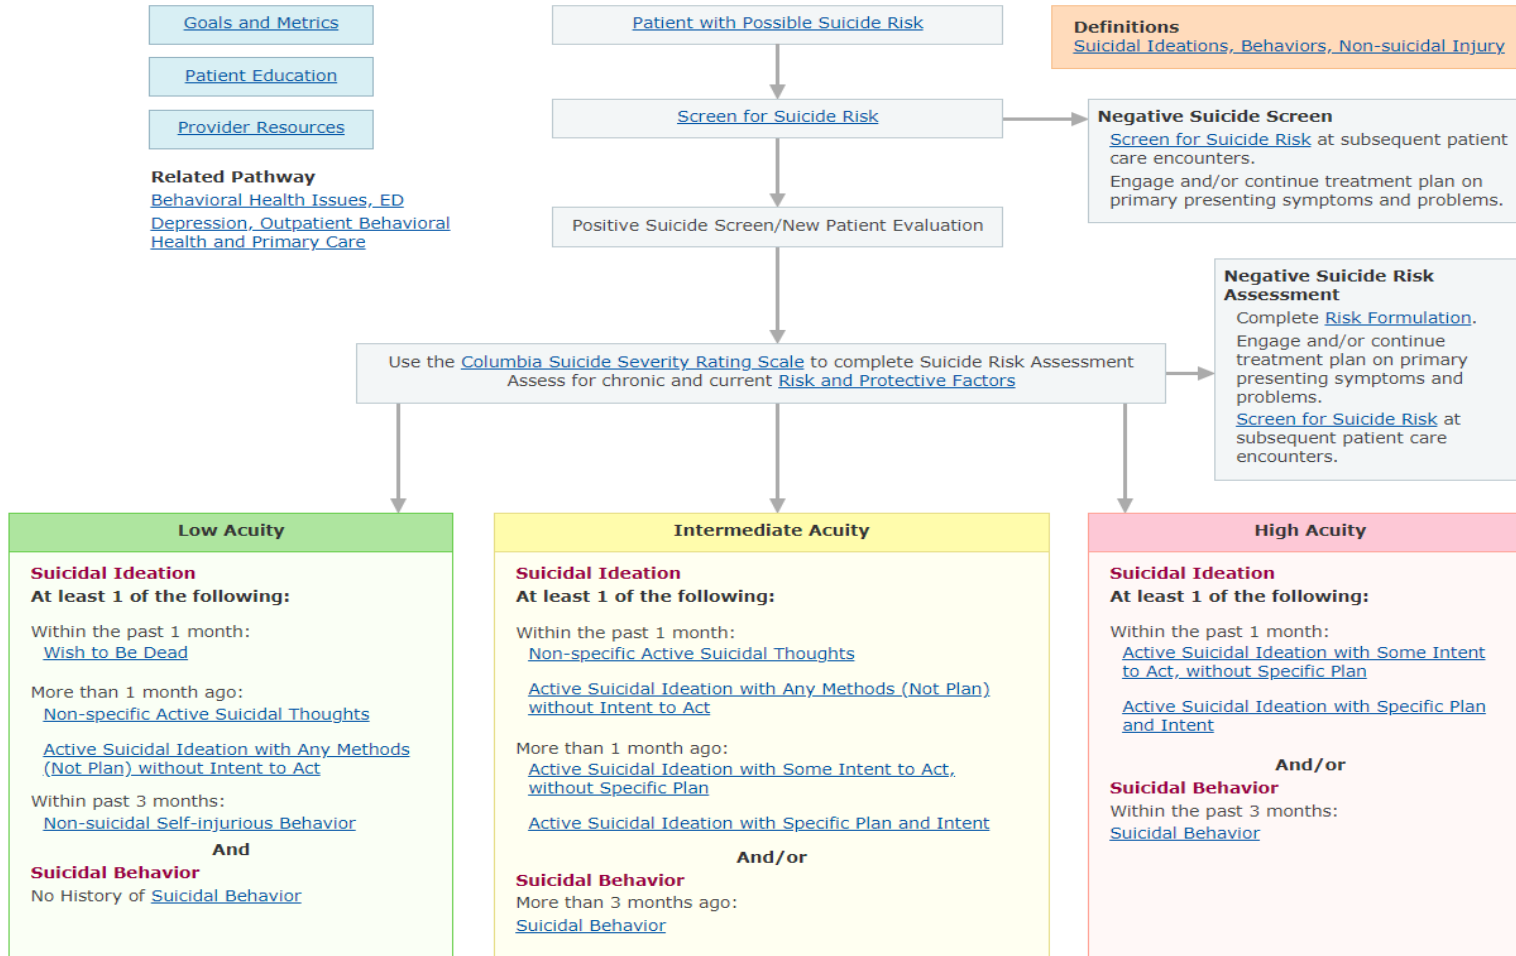 Goals and Metrics
Patient Education
Provider Resources
Related Pathway
Behavioral Health Issues, ED
Depression, Outpatient Behavioral
Health and Primary Care
Patient with Possible Suicide Risk
Screen for Suicide Risk
Positive Suicide Screen/New Patient Evaluation
Definitions
Suicidal Ideations, Behaviors, Non-suicidal Injury
Negative Suicide Screen
Screen for Suicide Risk at subsequent patient
care encounters.
Engage and/or continue treatment plan on
primary presenting symptoms and problems.
Use the Columbia Suicide Severity Rating Scale to complete Suicide Risk Assessment
Assess for chronic and current Risk and Protective Factors
Negative Suicide Risk
Assessment
Complete Risk Formulation.
Engage and/or continue
treatment plan on primary
presenting symptoms and
problems.
Screen for Suicide Risk at
subsequent patient care
encounters.
Low Acuity
Suicidal Ideation
At least 1 of the following:
Within the past 1 month:
Wish to Be Dead
More than 1 month ago:
Non-specific Active Suicidal Thoughts
Active Suicidal Ideation with Any Methods
(Not Plan) without Intent to Act
Within past 3 months:
Non-suicidal Self-injurious Behavior
And
Suicidal Behavior
No History of Suicidal Behavior
Intermediate Acuity
Suicidal Ideation
At least 1 of the following:
Within the past 1 month:
Non-specific Active Suicidal Thoughts
Active Suicidal Ideation with Any Methods (Not Plan)
without Intent to Act
More than 1 month ago:
Active Suicidal Ideation with Some Intent to Act,
without Specific Plan
Active Suicidal Ideation with Specific Plan and Intent
And/or
Suicidal Behavior
More than 3 months ago:
Suicidal Behavior
High Acuity
Suicidal Ideation
At least 1 of the following:
Within the past 1 month:
Active Suicidal Ideation with Some Intent
to Act, without Specific Plan
Active Suicidal Ideation with Specific Plan
and Intent
And/or
Suicidal Behavior
Within the past 3 months:
Suicidal Behavior